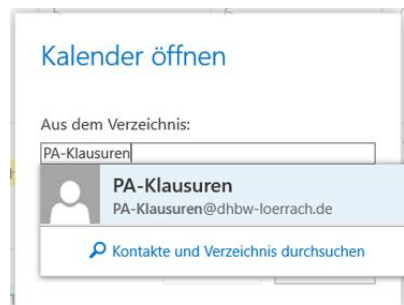 Kalender öffnen
Aus dem Verzeichnis:
PA-Klausuren
PA-Klausuren
PA-Klausuren@dhbw-loerrach.de
Kontakte und Verzeichnis durchsuchen